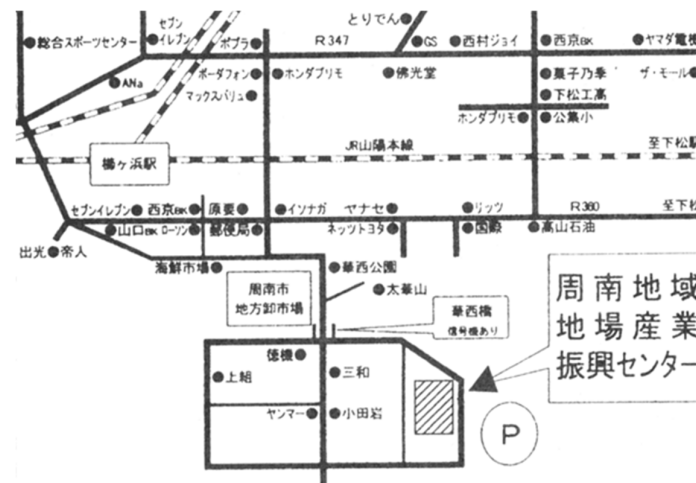 とりでん
セブン
イレブン
総合スポーツセンター
ポプラ
R347
GS
西村ジョイ
西京BK
ヤマダ電機
ANa
ボーダフォン
ホンダプリモ
佛光堂
菓子乃季
ザ・モール
マックスバリュ
下松工高
ホンダプリモ
公集小
櫛ヶ浜駅
JR山陽本線
至下松駅
セブンイレブン
西京BK
原要
イソナガ
ヤナセ
リッツ
R380
至下松
山口BK
ローソン
郵便局
ネッツトヨタ
国際
高山石油
出光
帝人
海鮮市場
華西公園
周南市
地方卸市場
太華山
華西橋
信号機あり
周南地域
地場産業
振興センター
徳機
上組
三和
ヤンマー
小田岩
P